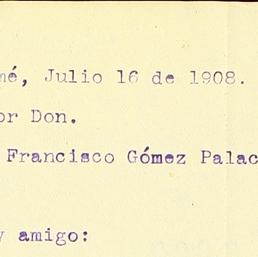 mé, Julio 16 de 1908.
or Don.
Francisco Gómez Palac
y amigo: